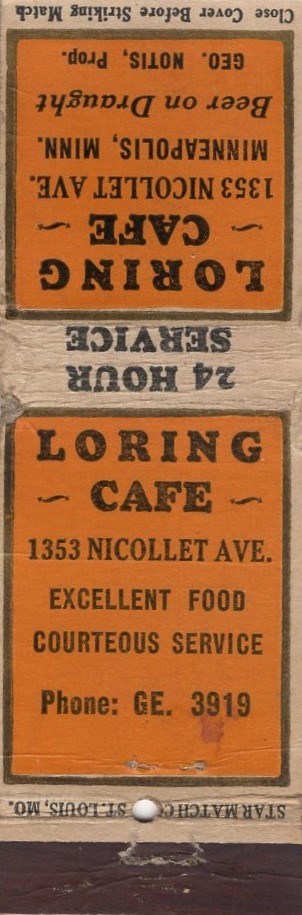 Close Cover Before Striking Match
LORING
~ CAFE ~
1353 NICOLLET AVE.
MINNEAPOLIS, MINN.
Beer on Draught
GEO. NOTIS, Prop.
24 HOUR
SERVICE
LORING
~ CAFE ~
1353 NICOLLET AVE.
EXCELLENT FOOD
COURTEOUS SERVICE
Phone: GE. 3919
STAR MATCH ST. LOUIS, MO.